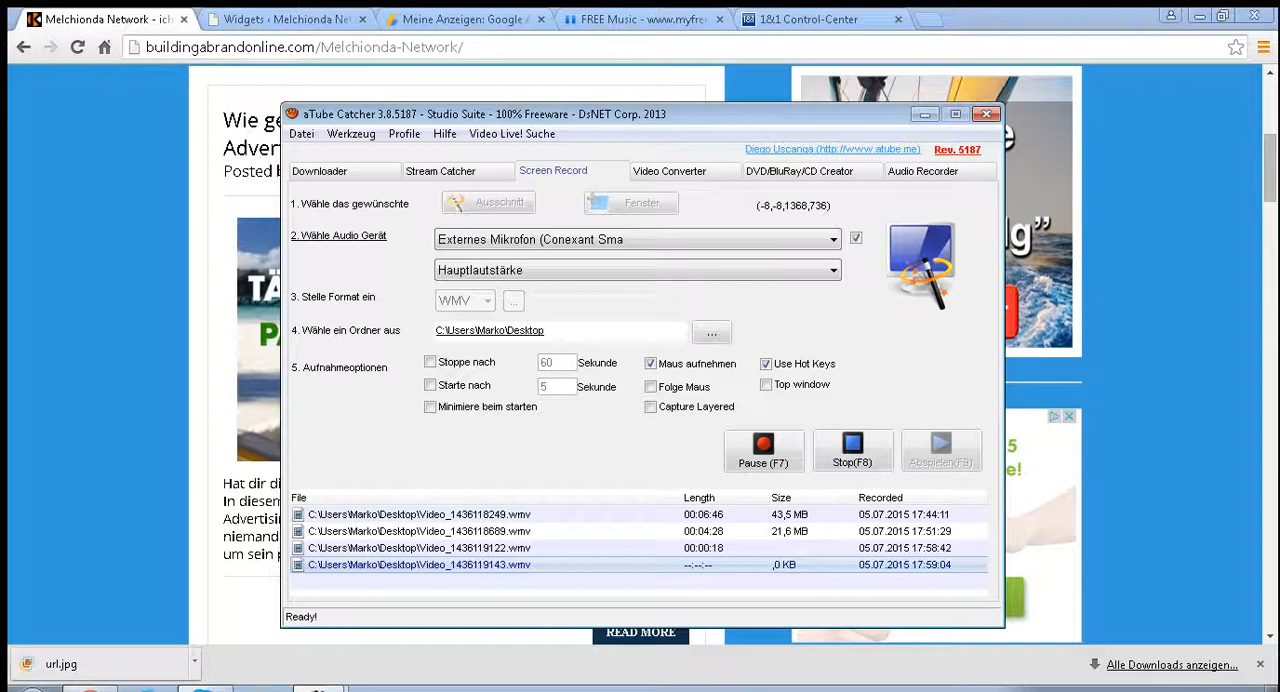 Melchionda Network - ich
Widgets ‹ Melchionda N
Meine Anzeigen: Google A
FREE Music - www.myfre
1&1 Control-Center
buildingabrandonline.com/Melchionda-Network/
Wie ge
Advert
Posted b
TÄ
P
Hat dir d
In diesem
Advertisin
niemand
um sein p
READ MORE
e
g”
5
e!
aTube Catcher 3.8.5187 - Studio Suite - 100% Freeware - DsNET Corp. 2013
Datei Werkzeug Profile Hilfe Video Live! Suche
Diego Uscanga (http://www.atube.me) Rev. 5187
Downloader Stream Catcher Screen Record Video Converter DVD/BluRay/CD Creator Audio Recorder
1. Wähle das gewünschte Ausschnitt Fenster (-8,-8,1368,736)
2. Wähle Audio Gerät Externes Mikrofon (Conexant Sma
Hauptlautstärke
3. Stelle Format ein WMV ...
4. Wähle ein Ordner aus C:\Users\Marko\Desktop ...
5. Aufnahmeoptionen Stoppe nach 60 Sekunde Maus aufnehmen Use Hot Keys
Starte nach 5 Sekunde Folge Maus Top window
Minimiere beim starten Capture Layered
Pause (F7) Stop(F8) Abspielen(F9)
File Length Size Recorded
C:\Users\Marko\Desktop\Video_1436118249.wmv 00:06:46 43,5 MB 05.07.2015 17:44:11
C:\Users\Marko\Desktop\Video_1436118689.wmv 00:04:28 21,6 MB 05.07.2015 17:51:29
C:\Users\Marko\Desktop\Video_1436119122.wmv 00:00:18 05.07.2015 17:58:42
C:\Users\Marko\Desktop\Video_1436119143.wmv --:--:-- ,0 KB 05.07.2015 17:59:04
Ready!
url.jpg
Alle Downloads anzeigen...